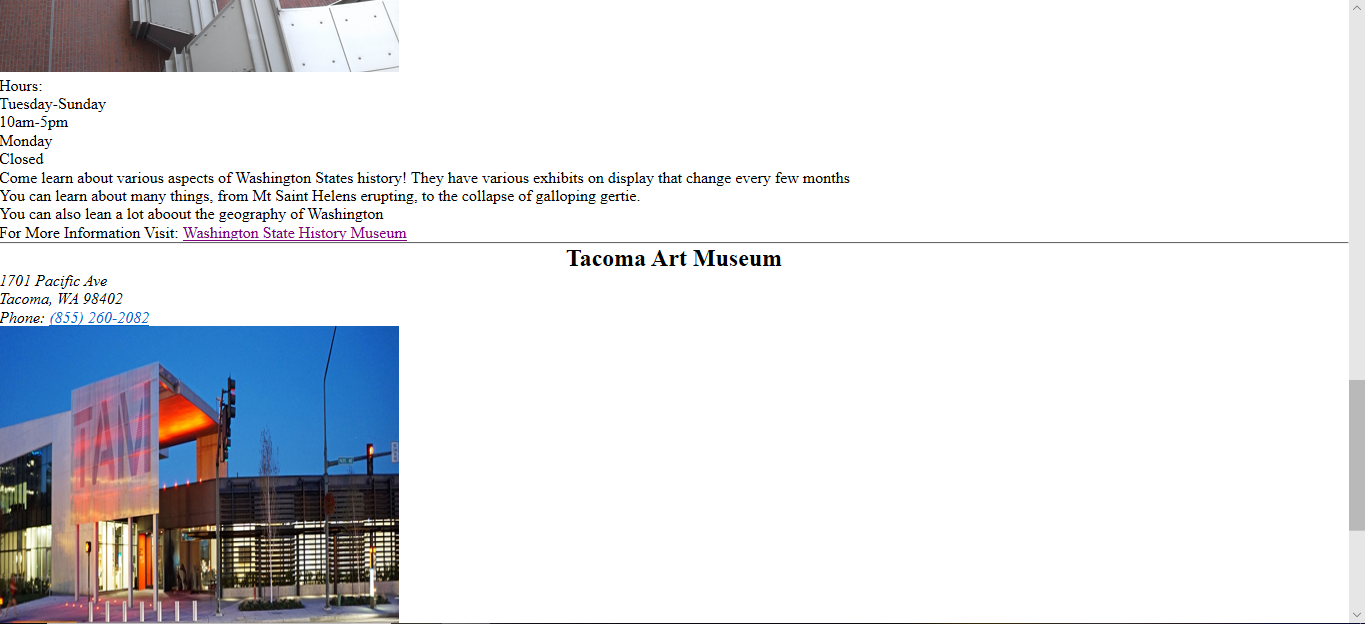 Hours:
Tuesday-Sunday
10am-5pm
Monday
Closed
Come learn about various aspects of Washington States history! They have various exhibits on display that change every few months
You can learn about many things, from Mt Saint Helens erupting, to the collapse of galloping gertie.
You can also lean a lot aboout the geography of Washington
For More Information Visit: Washington State History Museum
Tacoma Art Museum
1701 Pacific Ave
Tacoma, WA 98402
Phone: (855) 260-2082
TAM